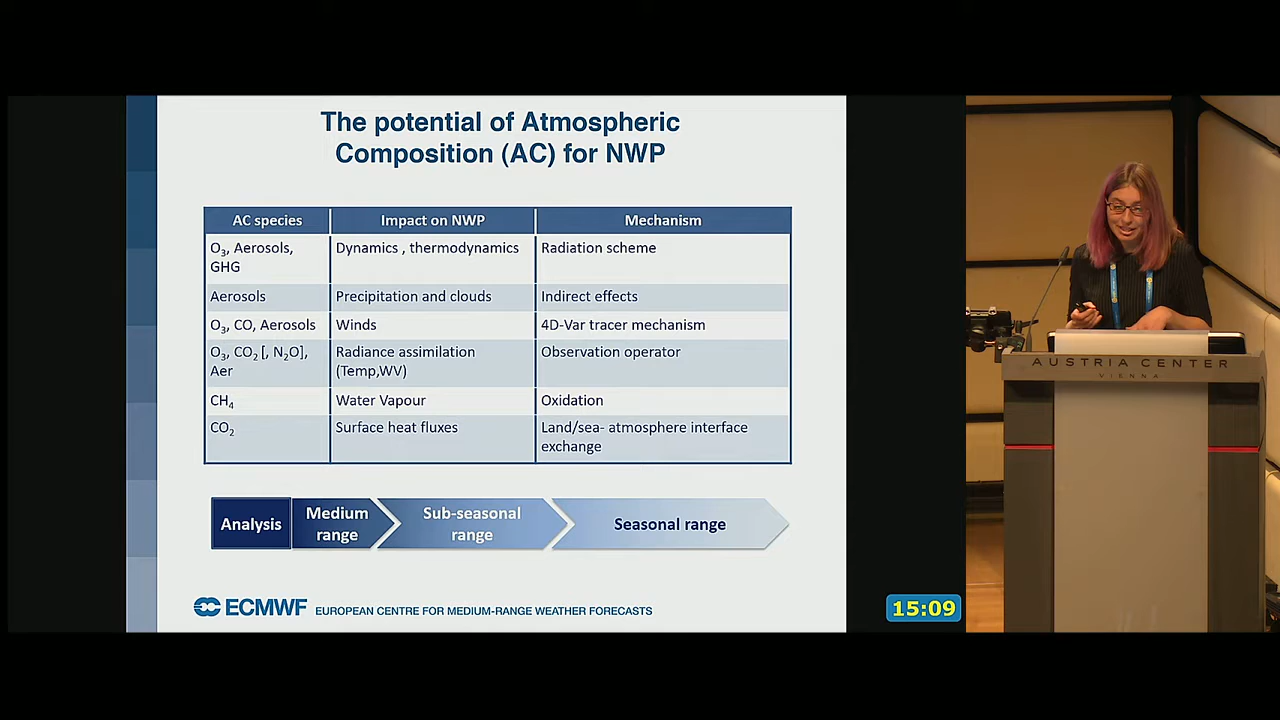 The potential of Atmospheric
Composition (AC) for NWP
AC species Impact on NWP Mechanism
O3, Aerosols, Dynamics , thermodynamics Radiation scheme
GHG
Aerosols Precipitation and clouds Indirect effects
O3, CO, Aerosols Winds 4D-Var tracer mechanism
O3, CO2 [, N2O], Radiance assimilation Observation operator
Aer (Temp,WV)
CH4 Water Vapour Oxidation
CO2 Surface heat fluxes Land/sea- atmosphere interface
exchange
Analysis
Medium
range
Sub-seasonal
range
Seasonal range
ECMWF EUROPEAN CENTRE FOR MEDIUM-RANGE WEATHER FORECASTS
15:09
AUSTRIA CENTER
VIENNA